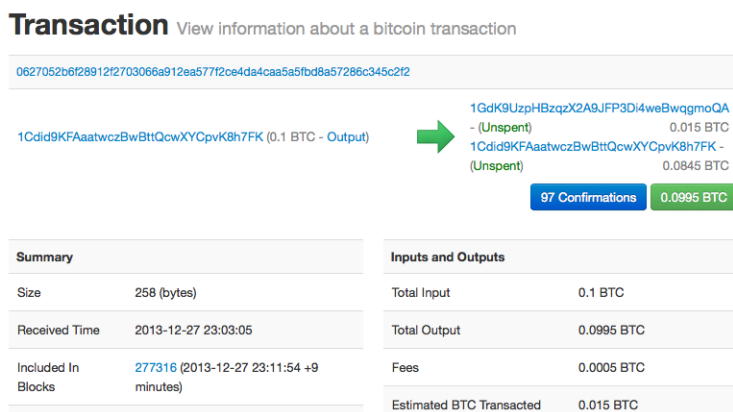 Transaction View information about a bitcoin transaction
0627052b6f28912f2703066a912ea577f2ce4da4caa5a5fbd8a57286c345c2f2
1Cdid9KFAaatwczBwBttQcwXYCpvK8h7FK (0.1 BTC - Output)
1GdK9UzpHBzqzX2A9JFP3Di4weBwqgmoQA
- (Unspent) 0.015 BTC
1Cdid9KFAaatwczBwBttQcwXYCpvK8h7FK -
(Unspent) 0.0845 BTC
97 Confirmations 0.0995 BTC
Summary
Size 258 (bytes)
Received Time 2013-12-27 23:03:05
Included In 277316 (2013-12-27 23:11:54 +9
Blocks minutes)
Inputs and Outputs
Total Input 0.1 BTC
Total Output 0.0995 BTC
Fees 0.0005 BTC
Estimated BTC Transacted 0.015 BTC